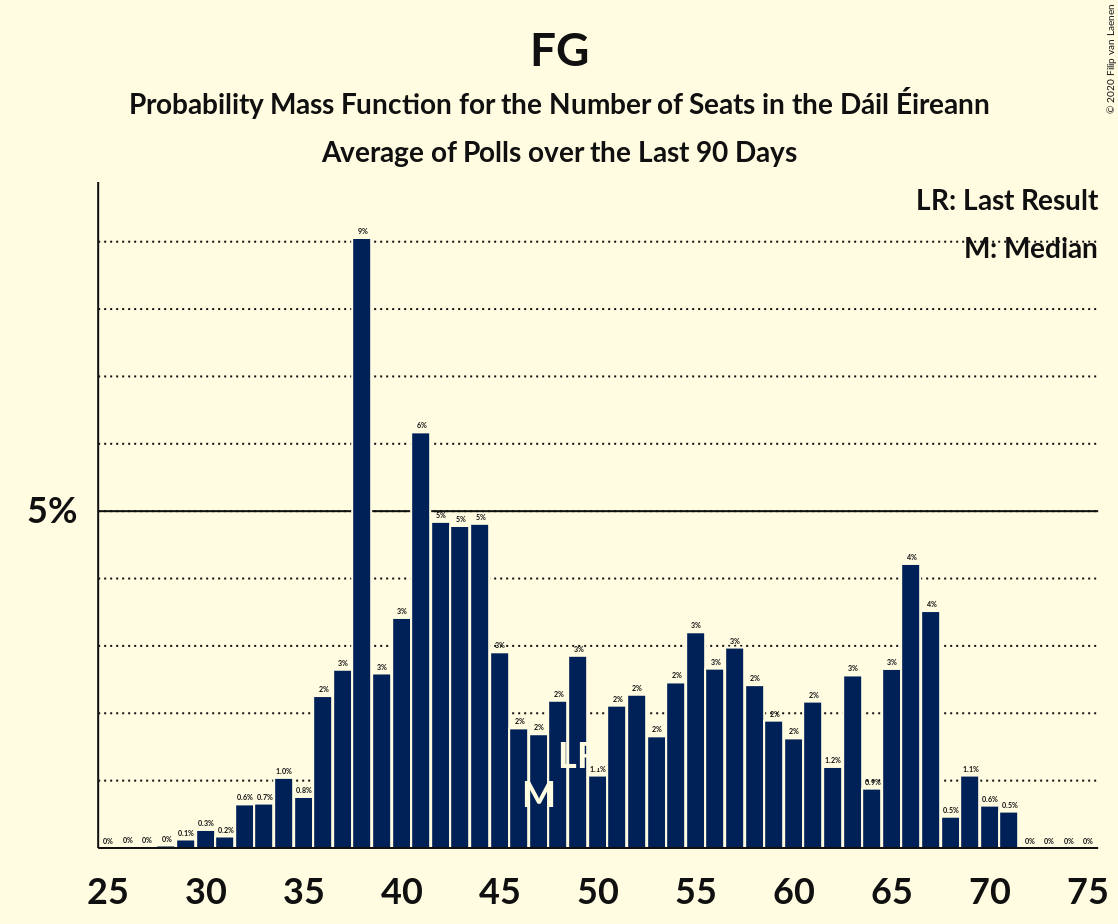 FG
Probability Mass Function for the Number of Seats in the Dáil Éireann
Average of Polls over the Last 90 Days
© 2020 Filip van Laenen
LR: Last Result
M: Median
5%
0% 0% 0% 0% 0.1% 0.3% 0.2% 0.6% 0.7% 1.0% 0.8% 2% 3% 9% 3% 3% 6% 5% 5% 5% 3% 2% 2% 2% 3% 1.1% 2% 2% 2% 2% 3% 3% 3% 2% 2% 2% 2% 1.2% 3% 0.9% 3% 4% 4% 0.5% 1.1% 0.6% 0.5% 0% 0% 0% 0%
LR
M
25 30 35 40 45 50 55 60 65 70 75